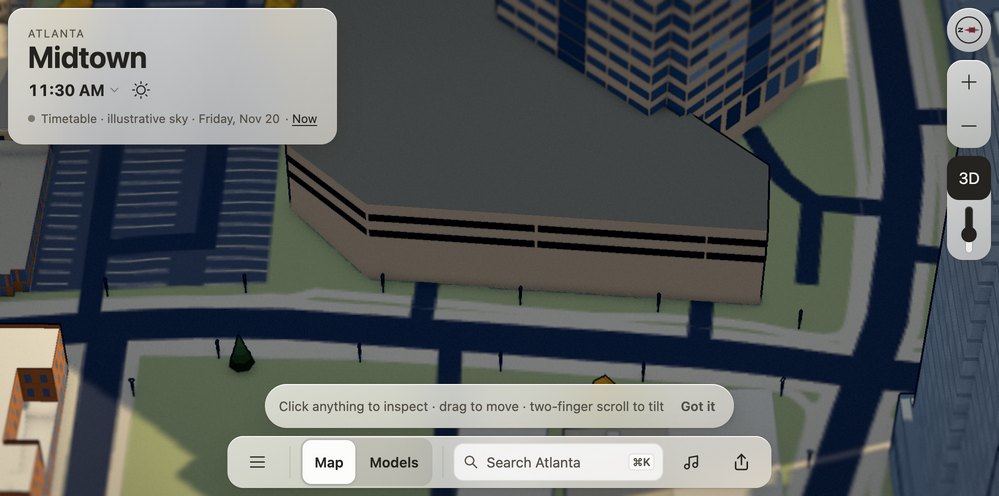 ATLANTA
Midtown
11:30 AM
Timetable · illustrative sky · Friday, Nov 20 · Now
N
3D
Click anything to inspect · drag to move · two-finger scroll to tilt Got it
Map Models Search Atlanta ⌘K